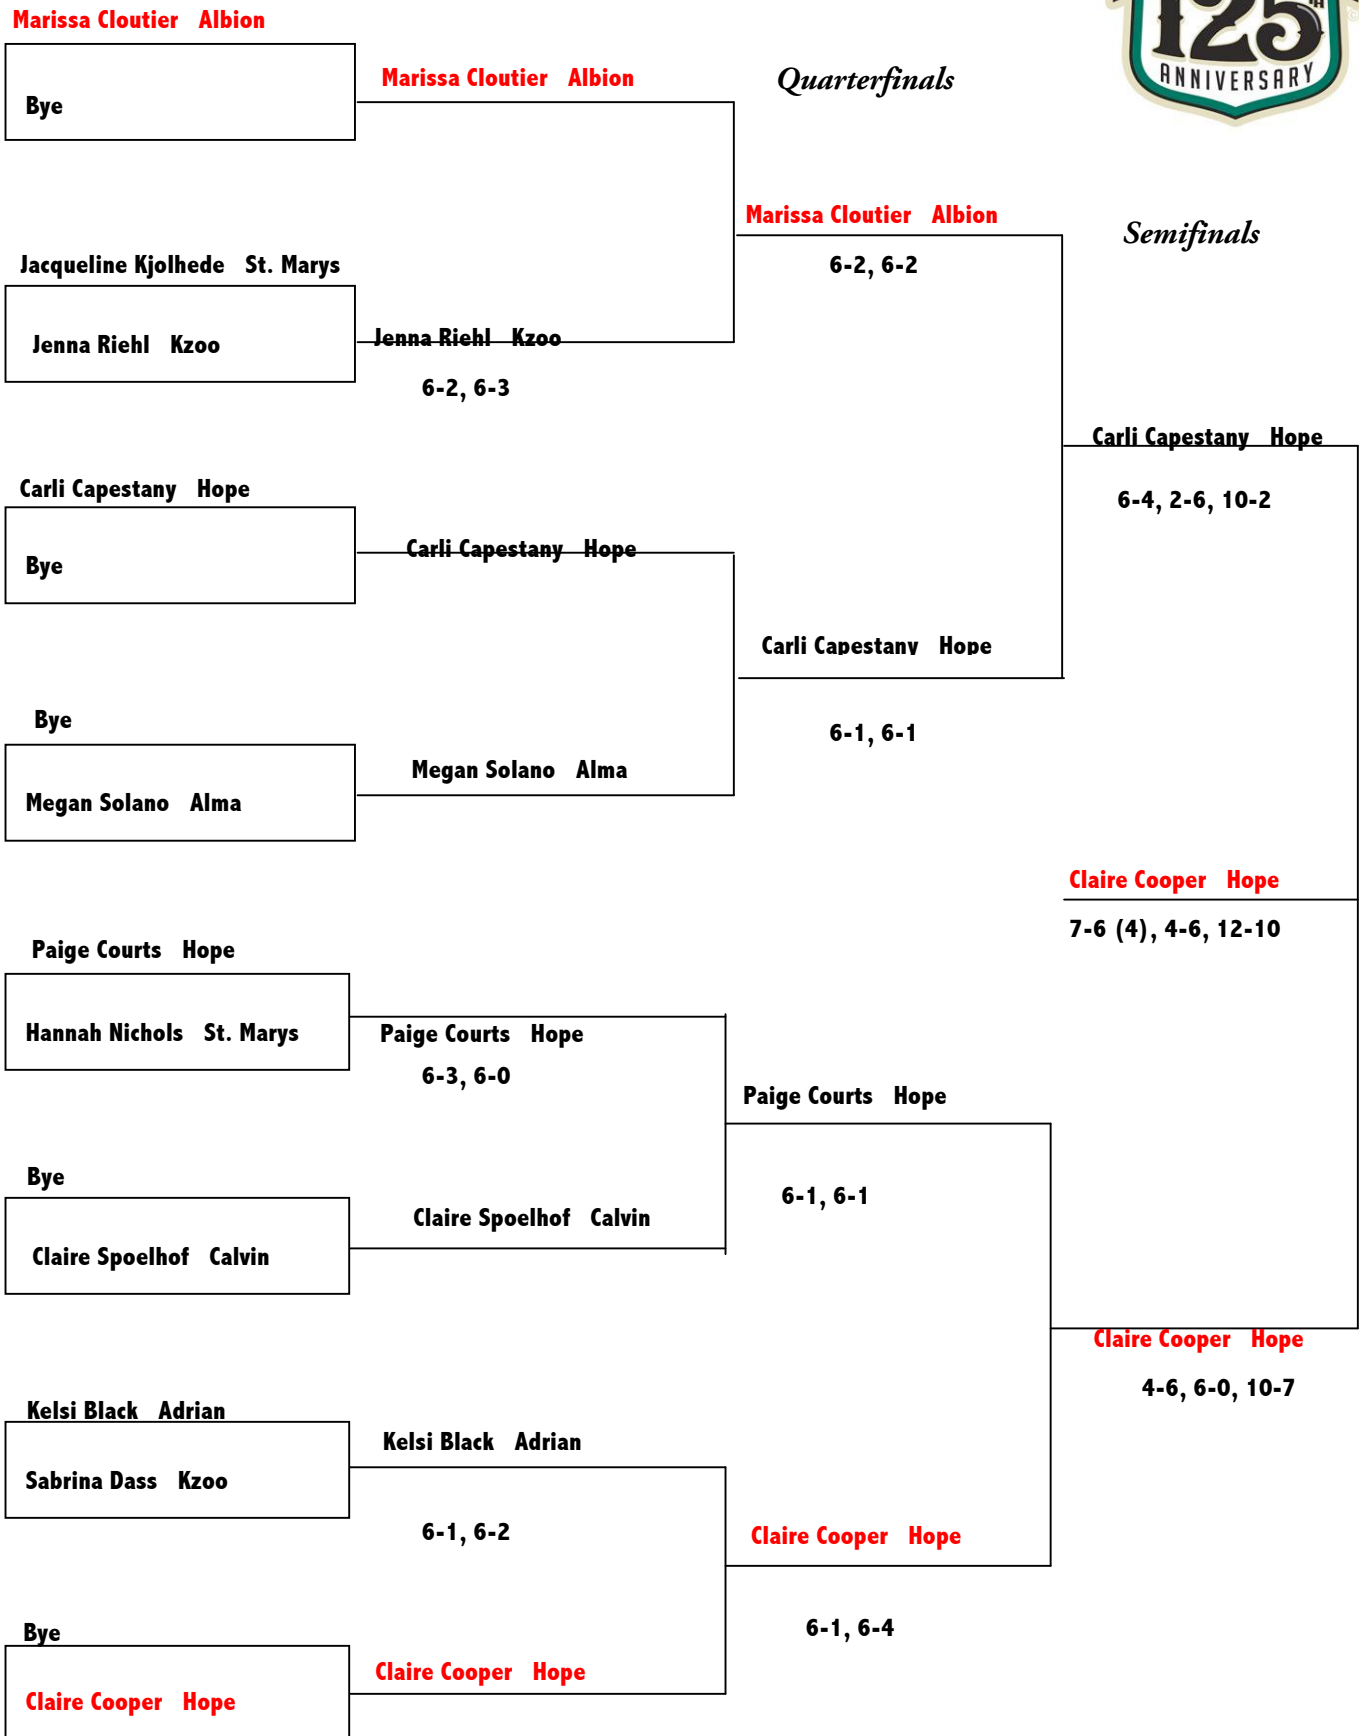 125TH
ANNIVERSARY
Marissa Cloutier Albion
Bye
Marissa Cloutier Albion
Quarterfinals
Marissa Cloutier Albion
6-2, 6-2
Semifinals
Jacqueline Kjolhede St. Marys
Jenna Riehl Kzoo
Jenna Riehl Kzoo
6-2, 6-3
Carli Capestany Hope
6-4, 2-6, 10-2
Carli Capestany Hope
Bye
Carli Capestany Hope
Carli Capestany Hope
6-1, 6-1
Bye
Megan Solano Alma
Megan Solano Alma
Claire Cooper Hope
7-6 (4), 4-6, 12-10
Paige Courts Hope
Hannah Nichols St. Marys
Paige Courts Hope
6-3, 6-0
Paige Courts Hope
6-1, 6-1
Bye
Claire Spoelhof Calvin
Claire Spoelhof Calvin
Claire Cooper Hope
4-6, 6-0, 10-7
Kelsi Black Adrian
Sabrina Dass Kzoo
Kelsi Black Adrian
6-1, 6-2
Claire Cooper Hope
6-1, 6-4
Bye
Claire Cooper Hope
Claire Cooper Hope